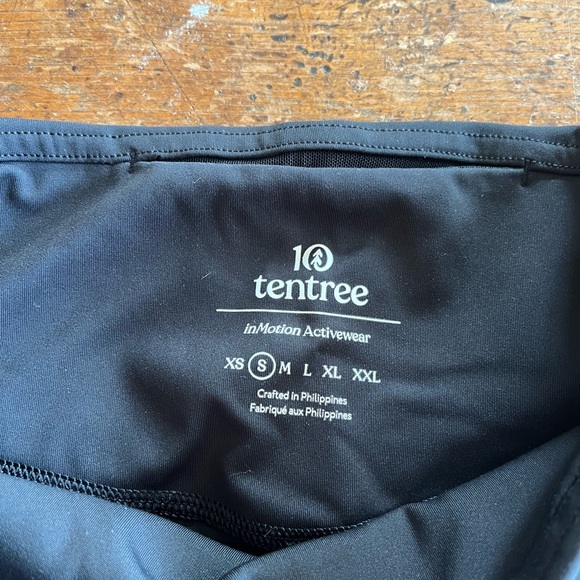 10
tentree
inMotion Activewear
XS S M L XL XXL
Crafted in Philippines
Fabriqué aux Philippines